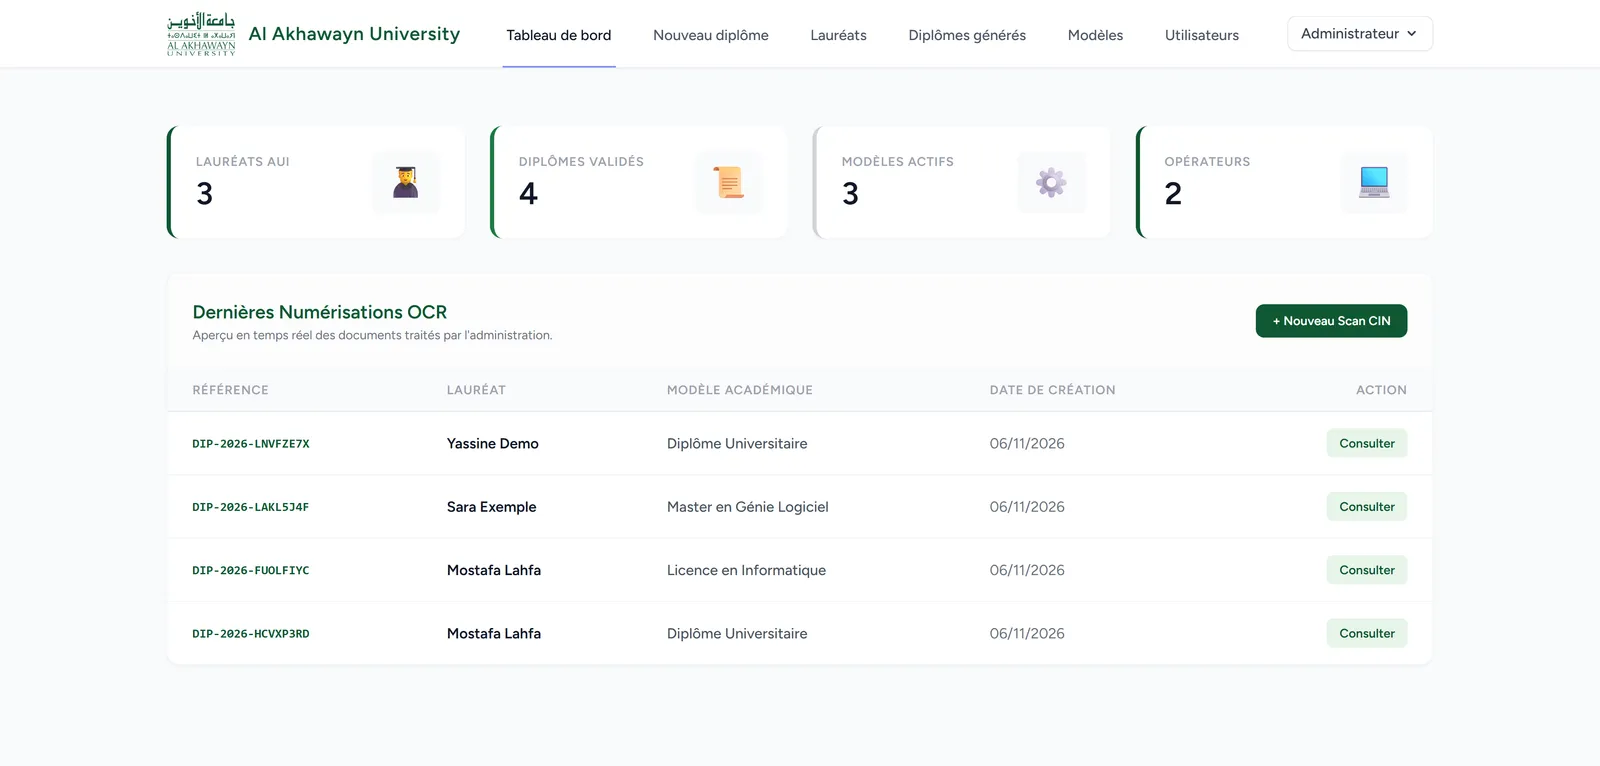 جامعة الأخوين
AL AKHAWAYN
UNIVERSITY
Al Akhawayn University
Tableau de bord
Nouveau diplôme
Lauréats
Diplômes générés
Modèles
Utilisateurs
Administrateur
LAURÉATS AUI
3
DIPLÔMES VALIDÉS
4
MODÈLES ACTIFS
3
OPÉRATEURS
2
Dernières Numérisations OCR
Aperçu en temps réel des documents traités par l'administration.
+ Nouveau Scan CIN
RÉFÉRENCE LAURÉAT MODÈLE ACADÉMIQUE DATE DE CRÉATION ACTION
DIP-2026-LNVFZE7X Yassine Demo Diplôme Universitaire 06/11/2026 Consulter
DIP-2026-LAKL5J4F Sara Exemple Master en Génie Logiciel 06/11/2026 Consulter
DIP-2026-FUOLFIYC Mostafa Lahfa Licence en Informatique 06/11/2026 Consulter
DIP-2026-HCVXP3RD Mostafa Lahfa Diplôme Universitaire 06/11/2026 Consulter